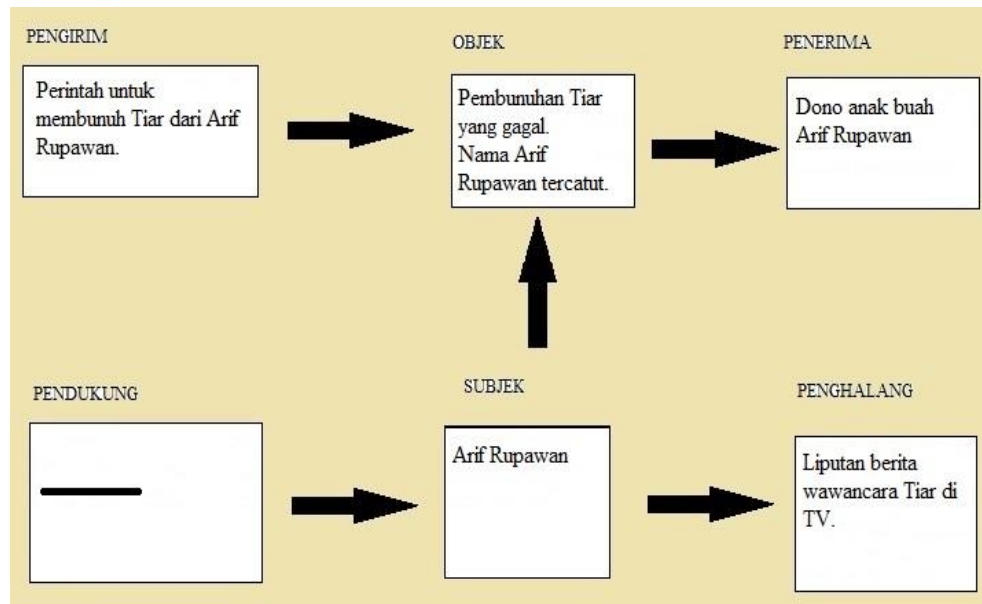 PENGIRIM
OBJEK
PENERIMA
Perintah untuk
membunuh Tiar dari Arif
Rupawan.
Pembunuhan Tiar
yang gagal.
Nama Arif
Rupawan tercatut.
Dono anak buah
Arif Rupawan
PENDUKUNG
SUBJEK
PENGHALANG
Arif Rupawan
Liputan berita
wawancara Tiar di
TV.